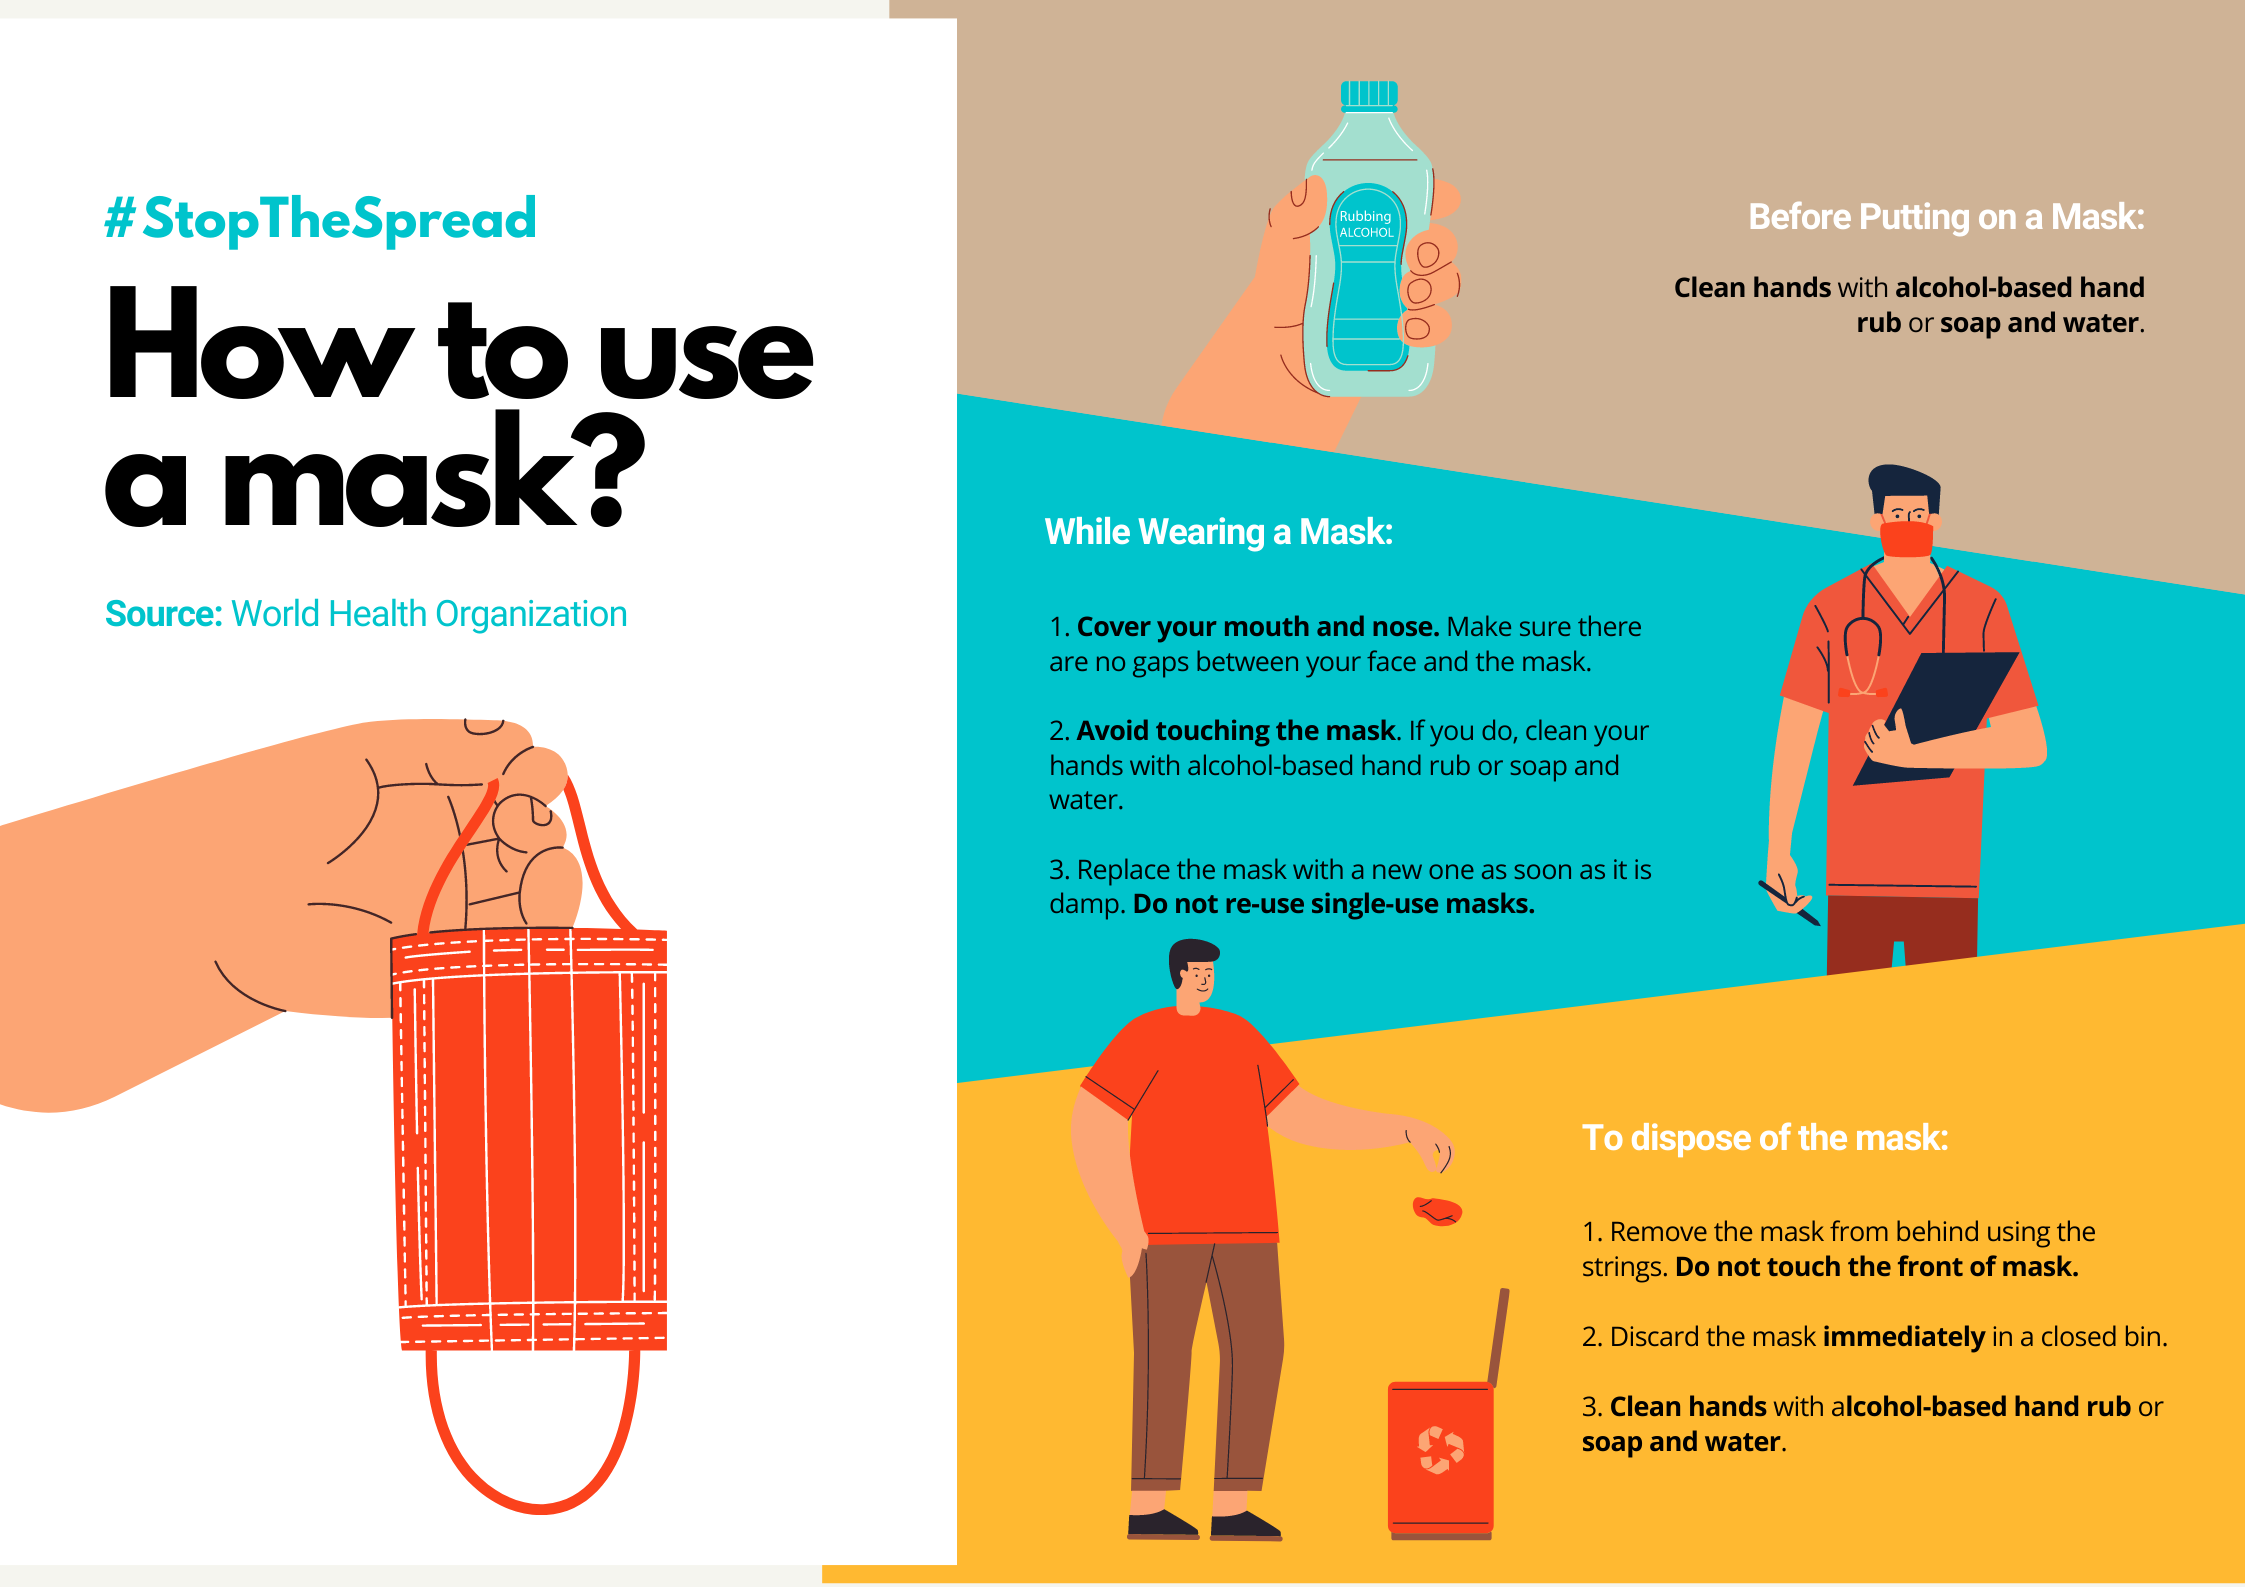 #StopTheSpread
How to use
a mask?
Source: World Health Organization
Rubbing
ALCOHOL
Before Putting on a Mask:
Clean hands with alcohol-based hand
rub or soap and water.
While Wearing a Mask:
1. Cover your mouth and nose. Make sure there
are no gaps between your face and the mask.
2. Avoid touching the mask. If you do, clean your
hands with alcohol-based hand rub or soap and
water.
3. Replace the mask with a new one as soon as it is
damp. Do not re-use single-use masks.
To dispose of the mask:
1. Remove the mask from behind using the
strings. Do not touch the front of mask.
2. Discard the mask immediately in a closed bin.
3. Clean hands with alcohol-based hand rub or
soap and water.